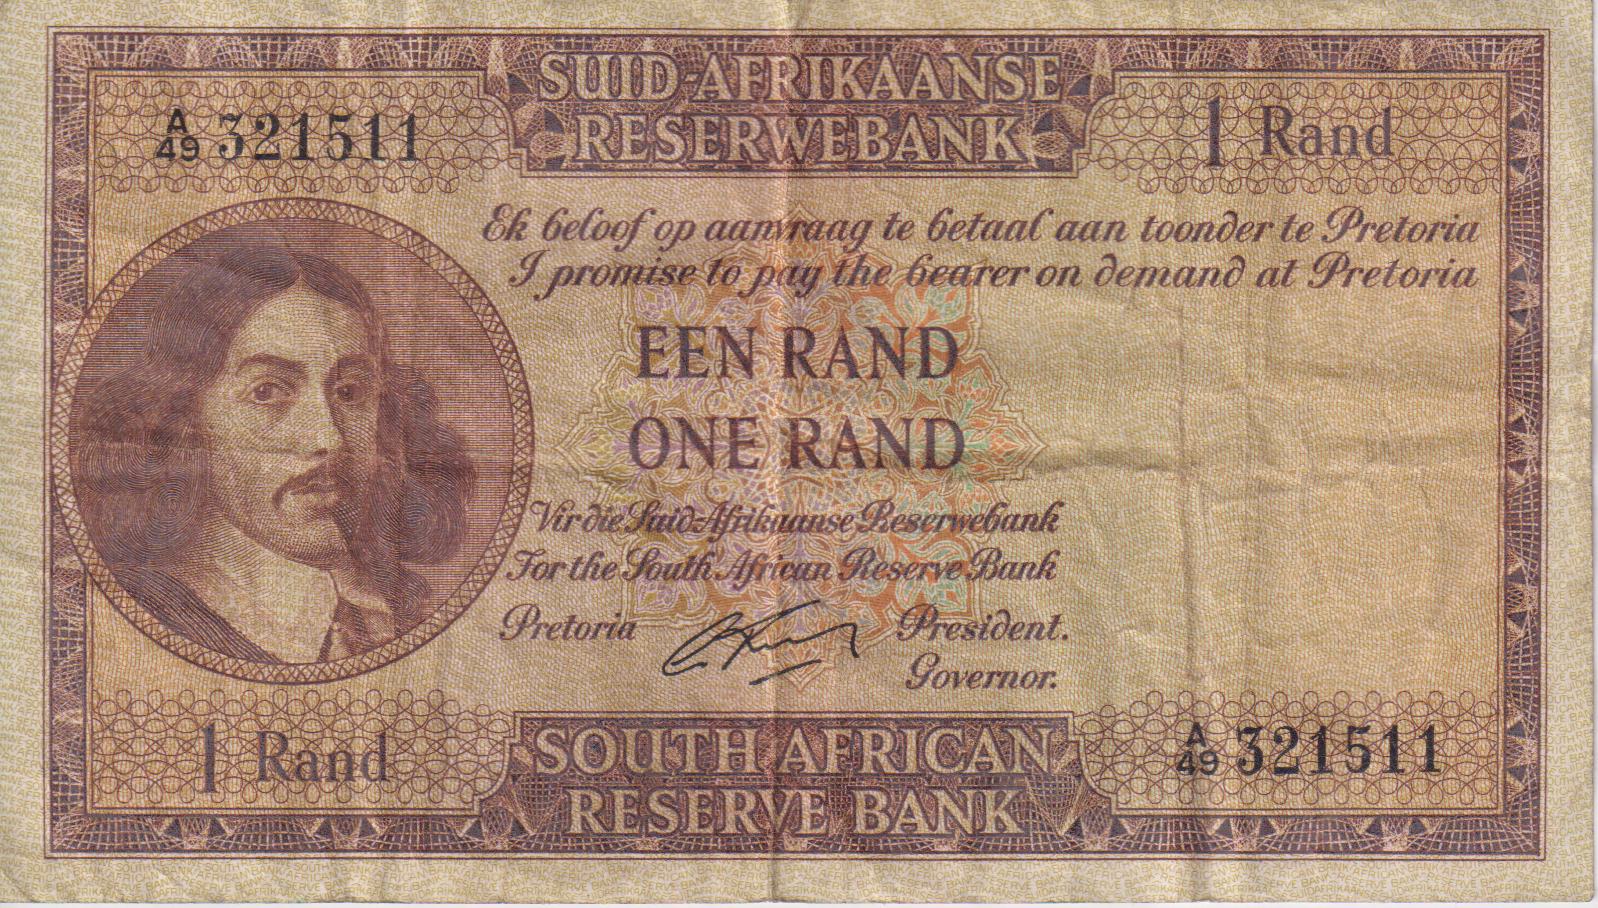 SUID-AFRIKAANSE
RESERWEBANK
A/49 321511
1 Rand
Ek beloof op aanvraag te betaal aan toonder te Pretoria
I promise to pay the bearer on demand at Pretoria
EEN RAND
ONE RAND
Vir die Suid-Afrikaanse Reserwebank
For the South African Reserve Bank
Pretoria
President.
Governor.
1 Rand
SOUTH AFRICAN
RESERVE BANK
A/49 321511